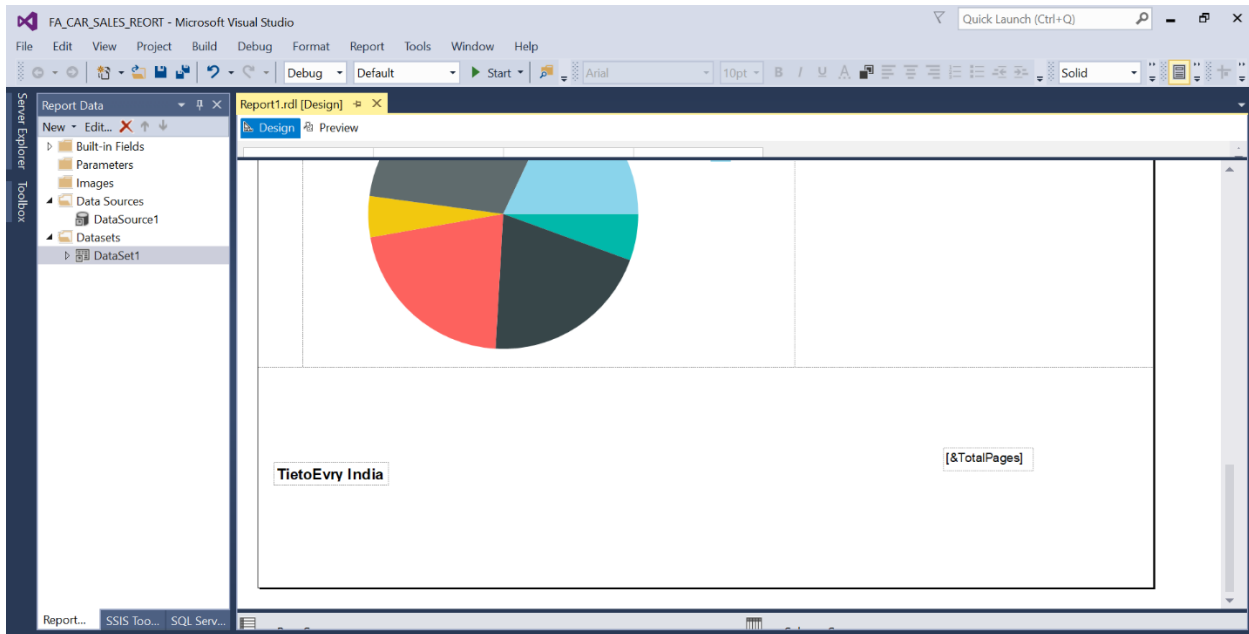 FA_CAR_SALES_REORT - Microsoft Visual Studio
Quick Launch (Ctrl+Q)
File Edit View Project Build Debug Format Report Tools Window Help
Debug Default Start Arial 10pt B I U A Solid
Server Explorer
Toolbox
Report Data
New Edit...
Built-in Fields
Parameters
Images
Data Sources
DataSource1
Datasets
DataSet1
Report1.rdl [Design]
Design Preview
[&TotalPages]
TietoEvry India
Report... SSIS Too... SQL Serv...